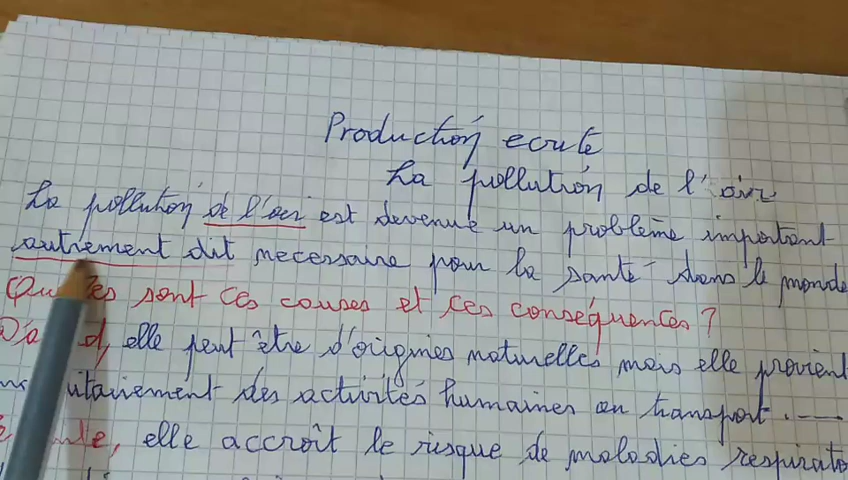 Production ecrite
La pollution de l'air
La pollution de l'air est devenue un problème important
autrement dit necessaire pour la santé dans le monde
Quelles sont ces causes et ces conséquences ?
elle peut être d'origines naturelles mais elle provient
des activités humaines en transport.----
elle accroît le risque de maladies respirato